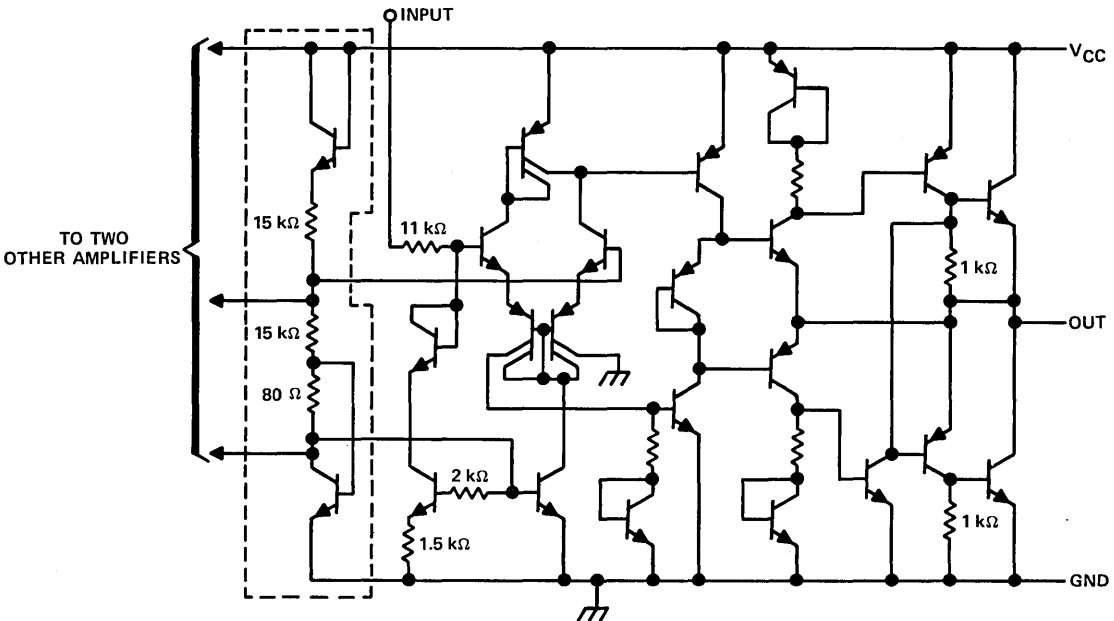 INPUT
VCC
15 kΩ
11 kΩ
TO TWO
OTHER AMPLIFIERS
1 kΩ
15 kΩ
OUT
80 Ω
2 kΩ
1.5 kΩ
1 kΩ
GND